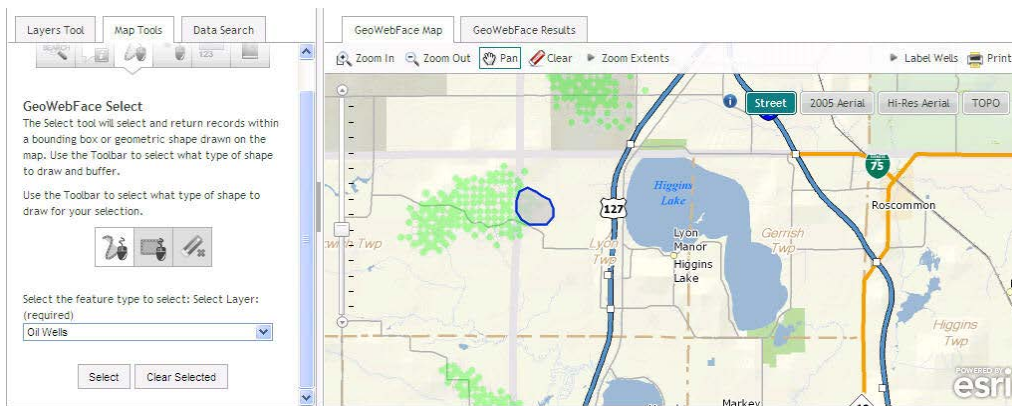 Layers Tool
Map Tools
Data Search
SEARCH
123
GeoWebFace Select
The Select tool will select and return records within
a bounding box or geometric shape drawn on the
map. Use the Toolbar to select what type of shape
to draw and buffer.
Use the Toolbar to select what type of shape to
draw for your selection.
Select the feature type to select: Select Layer:
(required)
Oil Wells
Select
Clear Selected
GeoWebFace Map
GeoWebFace Results
Zoom In
Zoom Out
Pan
Clear
Zoom Extents
Label Wells
Print
Street
2005 Aerial
Hi-Res Aerial
TOPO
75
Higgins
Lake
127
Roscommon
Lyon
Manor
Higgins
Lake
Gerrish
Twp
Lyon
Twp
Twp
Higgins
Twp
Markey
POWERED BY
esri